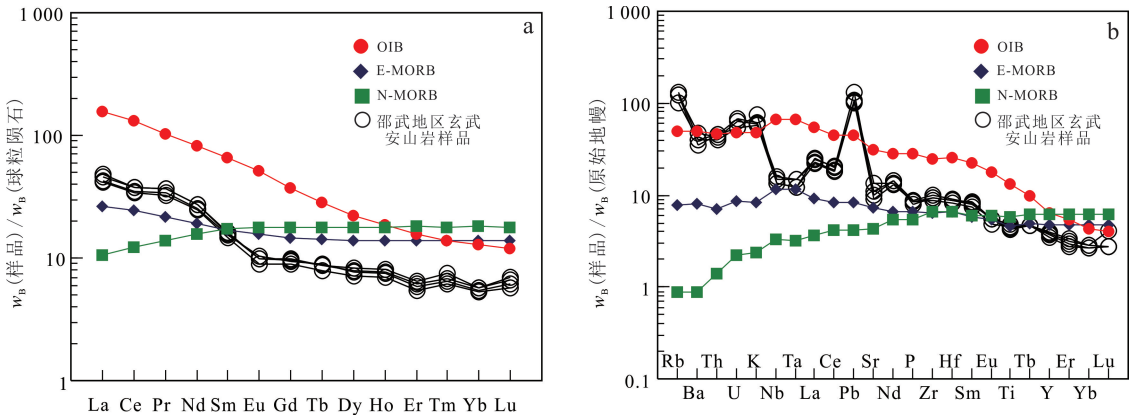 a
1 000
100
10
1
wB(样品)/wB(球粒陨石)
OIB
E-MORB
N-MORB
邵武地区玄武
安山岩样品
La Ce Pr Nd Sm Eu Gd Tb Dy Ho Er Tm Yb Lu
b
1 000
100
10
1
0.1
wB(样品)/wB(原始地幔)
OIB
E-MORB
N-MORB
邵武地区玄武
安山岩样品
Rb Th K Ta Ce Sr P Hf Eu Tb Er Lu
Ba U Nb La Pb Nd Zr Sm Ti Y Yb